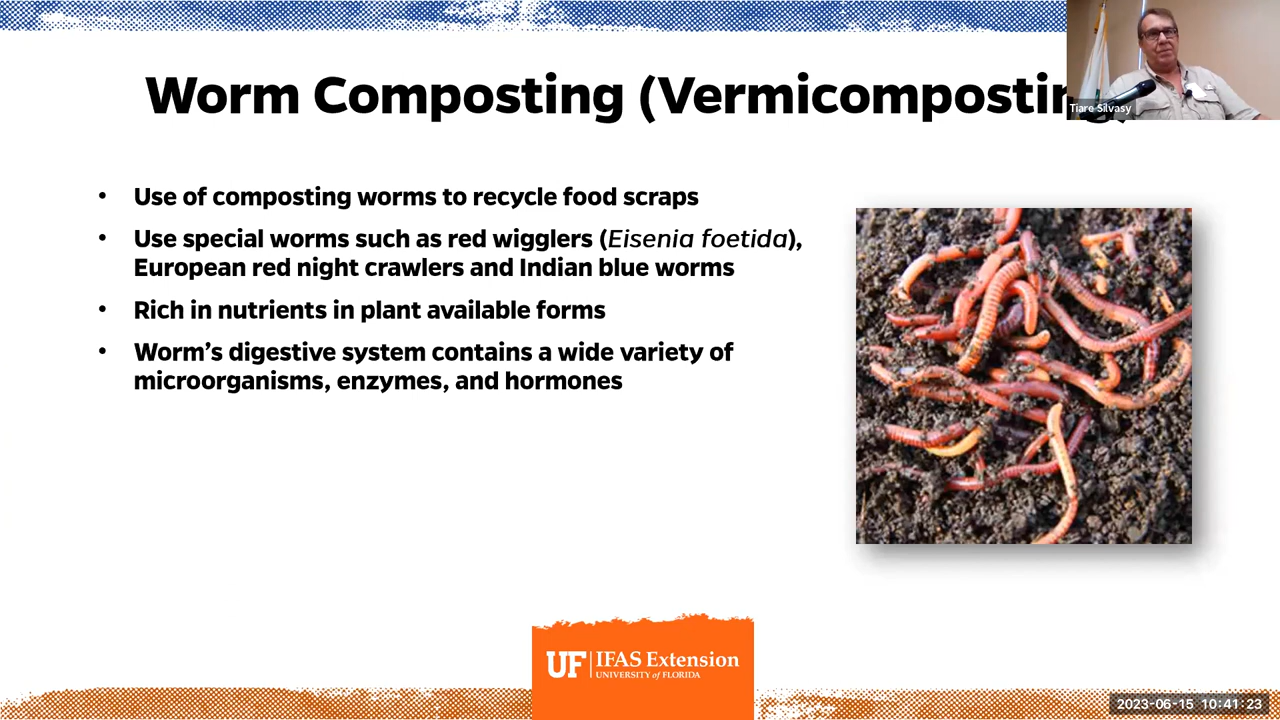 Worm Composting (Vermicomposting)
Tiare Silvasy
• Use of composting worms to recycle food scraps
• Use special worms such as red wigglers (Eisenia foetida),
European red night crawlers and Indian blue worms
• Rich in nutrients in plant available forms
• Worm’s digestive system contains a wide variety of
microorganisms, enzymes, and hormones
UF IFAS Extension
UNIVERSITY of FLORIDA
2023-06-15 10:41:23